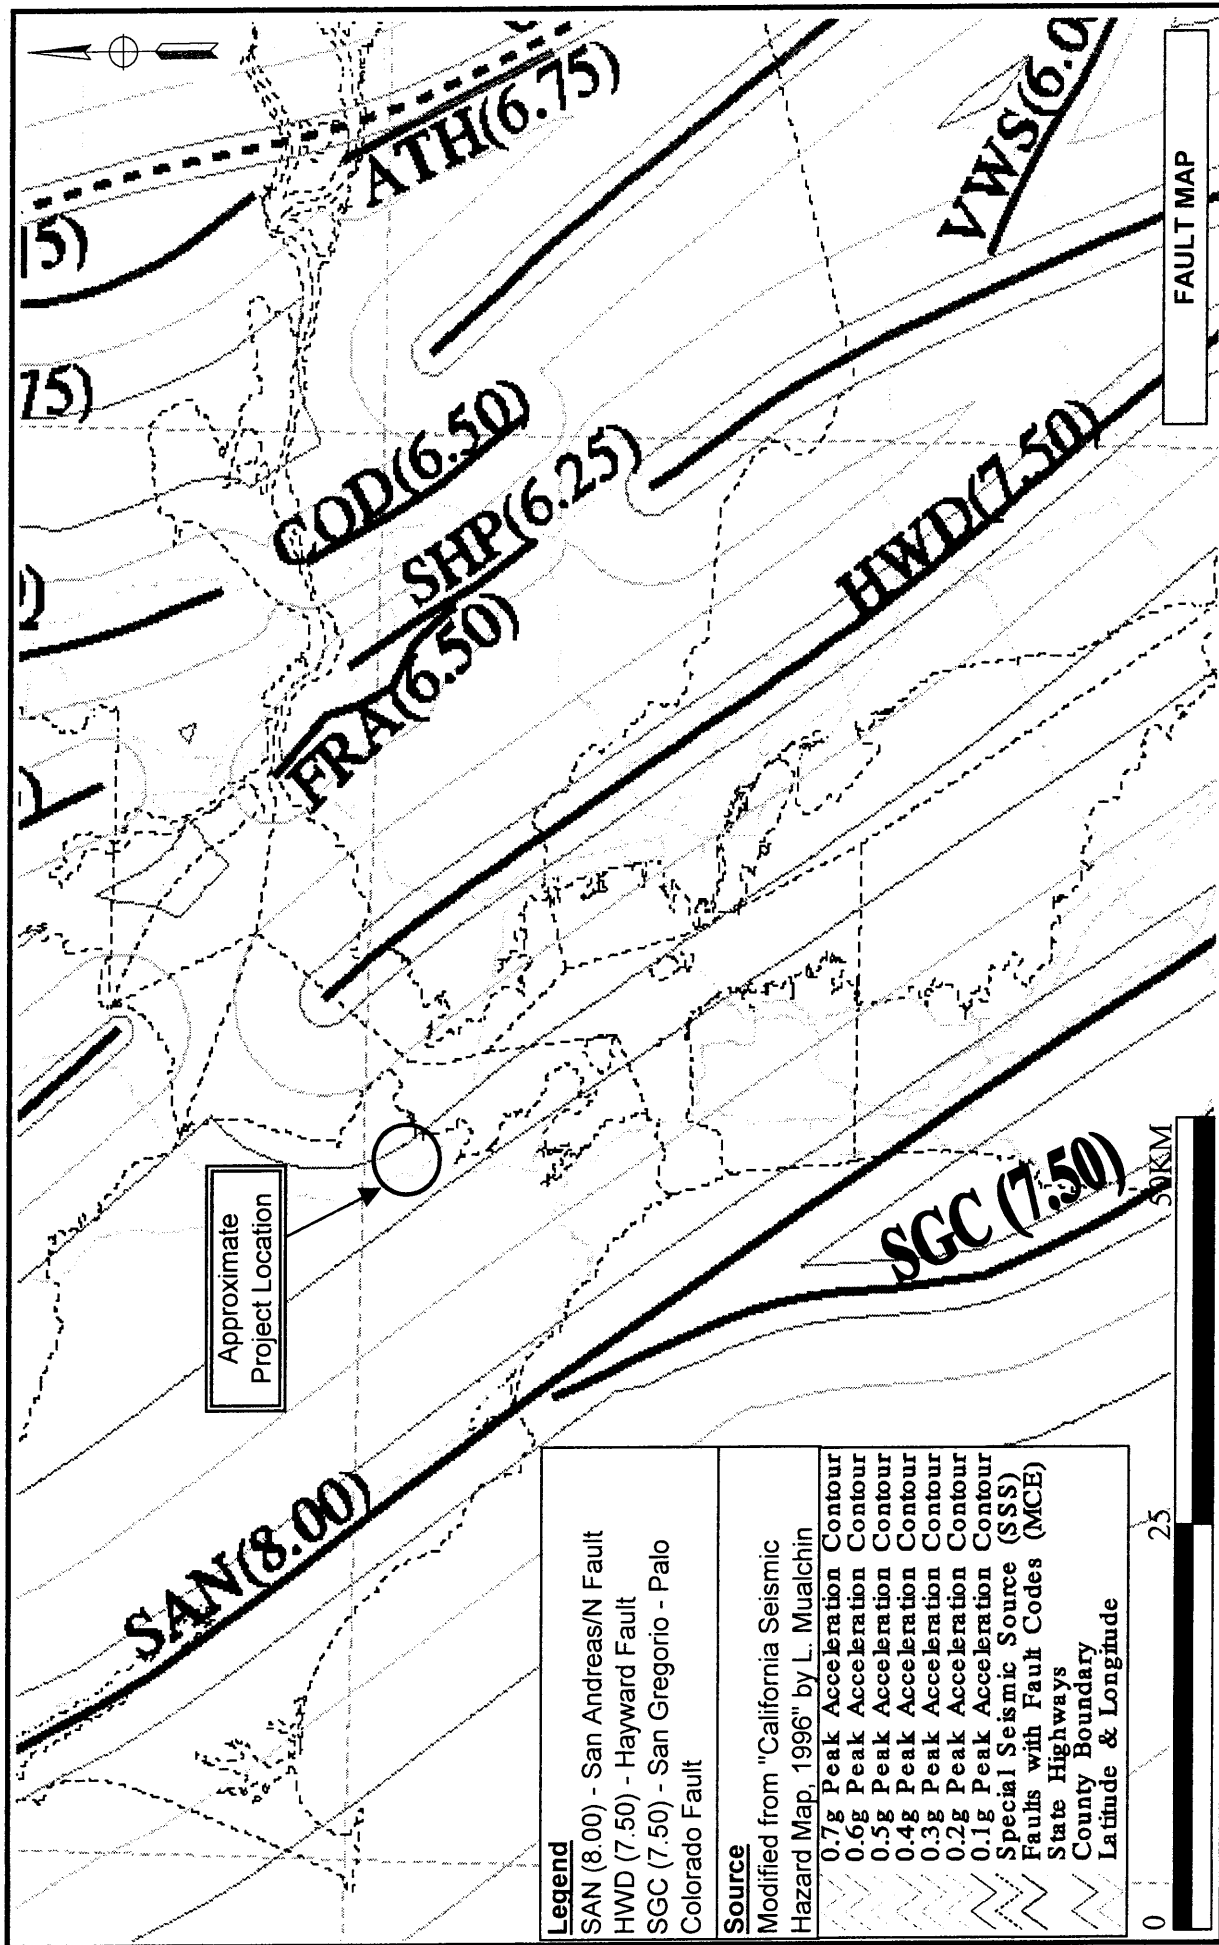 15)
75)
)
)
ATH(6.75)
COD(6.50)
SHP(6.25)
FRA(6.50)
VWS(6.0
HWD(7.50)
SAN(8.00)
SGC (7.50)
Approximate
Project Location
Legend
SAN (8.00) - San Andreas/N Fault
HWD (7.50) - Hayward Fault
SGC (7.50) - San Gregorio - Palo
Colorado Fault
Source
Modified from "California Seismic
Hazard Map, 1996" by L. Mualchin
0.7g Peak Acceleration Contour
0.6g Peak Acceleration Contour
0.5g Peak Acceleration Contour
0.4g Peak Acceleration Contour
0.3g Peak Acceleration Contour
0.2g Peak Acceleration Contour
0.1g Peak Acceleration Contour
Special Seismic Source (SSS)
Faults with Fault Codes (MCE)
State Highways
County Boundary
Latitude & Longitude
0 25 50KM
FAULT MAP